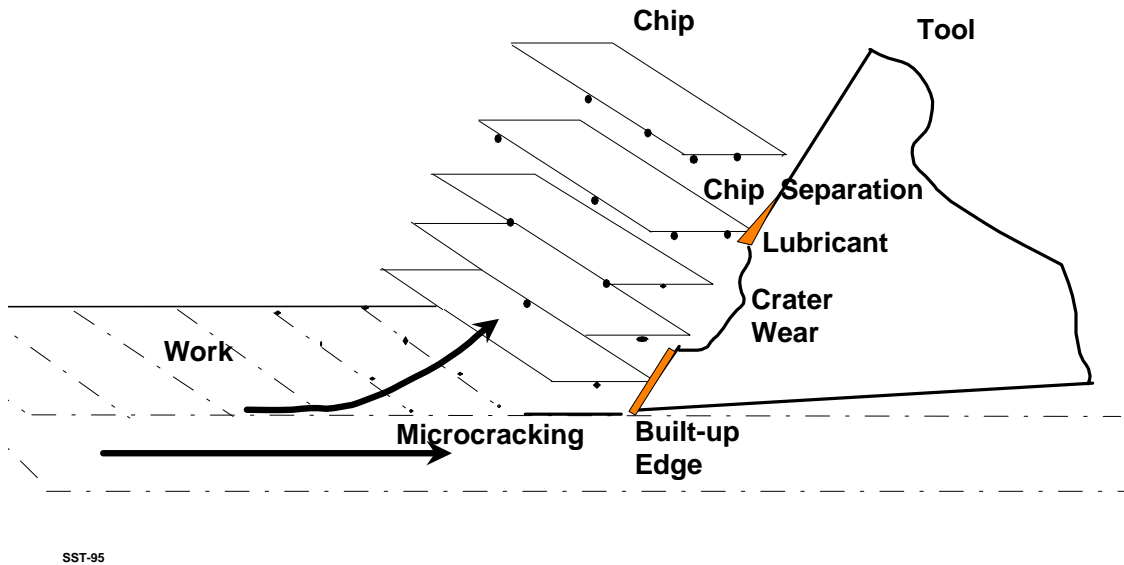 Chip
Tool
Chip Separation
Lubricant
Crater
Wear
Work
Microcracking
Built-up
Edge
SST-95